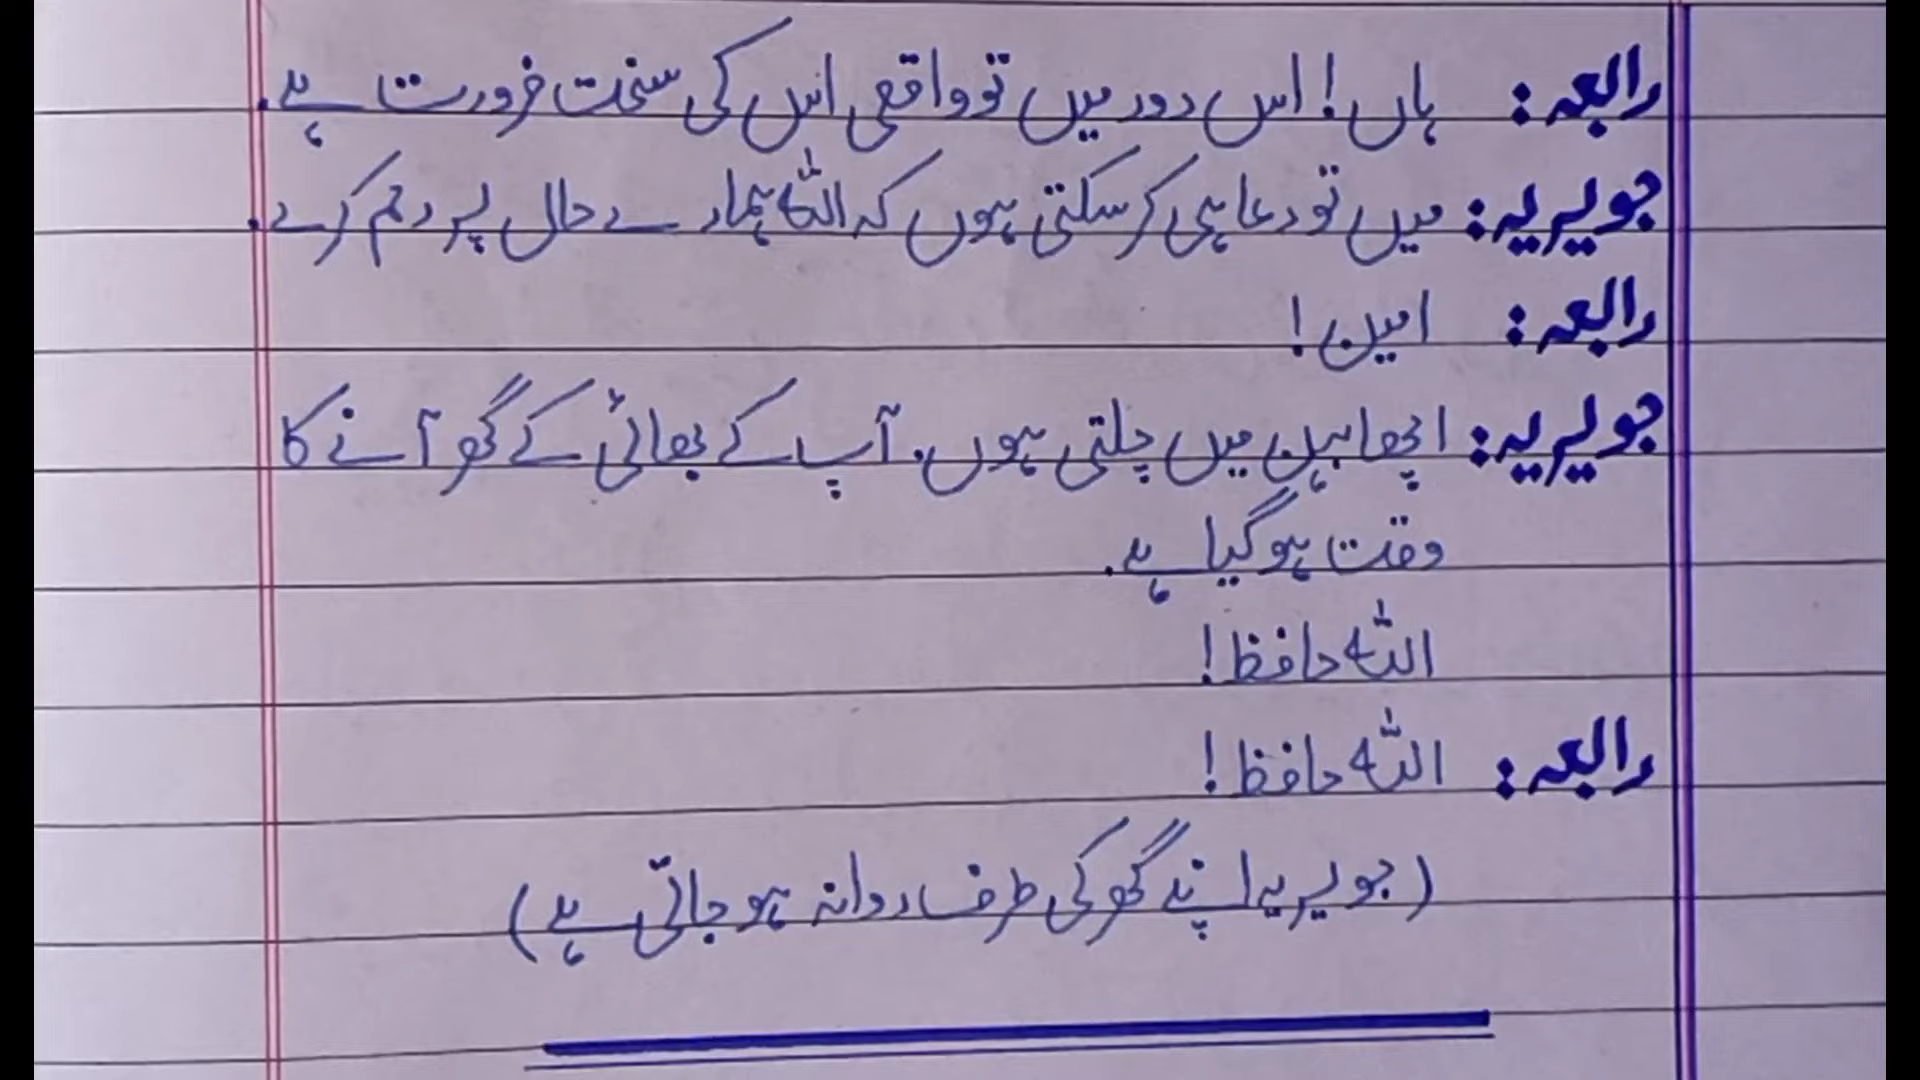 رابعہ: ہاں! اس دور میں تو واقعی اس کی سخت ضرورت ہے.
جویریہ: میں تو دعا ہی کر سکتی ہوں کہ اللہ ہمارے حال پر رحم کرے.
رابعہ: امین!
جویریہ: اچھا بہن میں چلتی ہوں. آپ کے بھائی کے گھر آنے کا
وقت ہو گیا ہے.
اللہ حافظ!
رابعہ: اللہ حافظ!
(جویریہ اپنے گھر کی طرف روانہ ہو جاتی ہے)